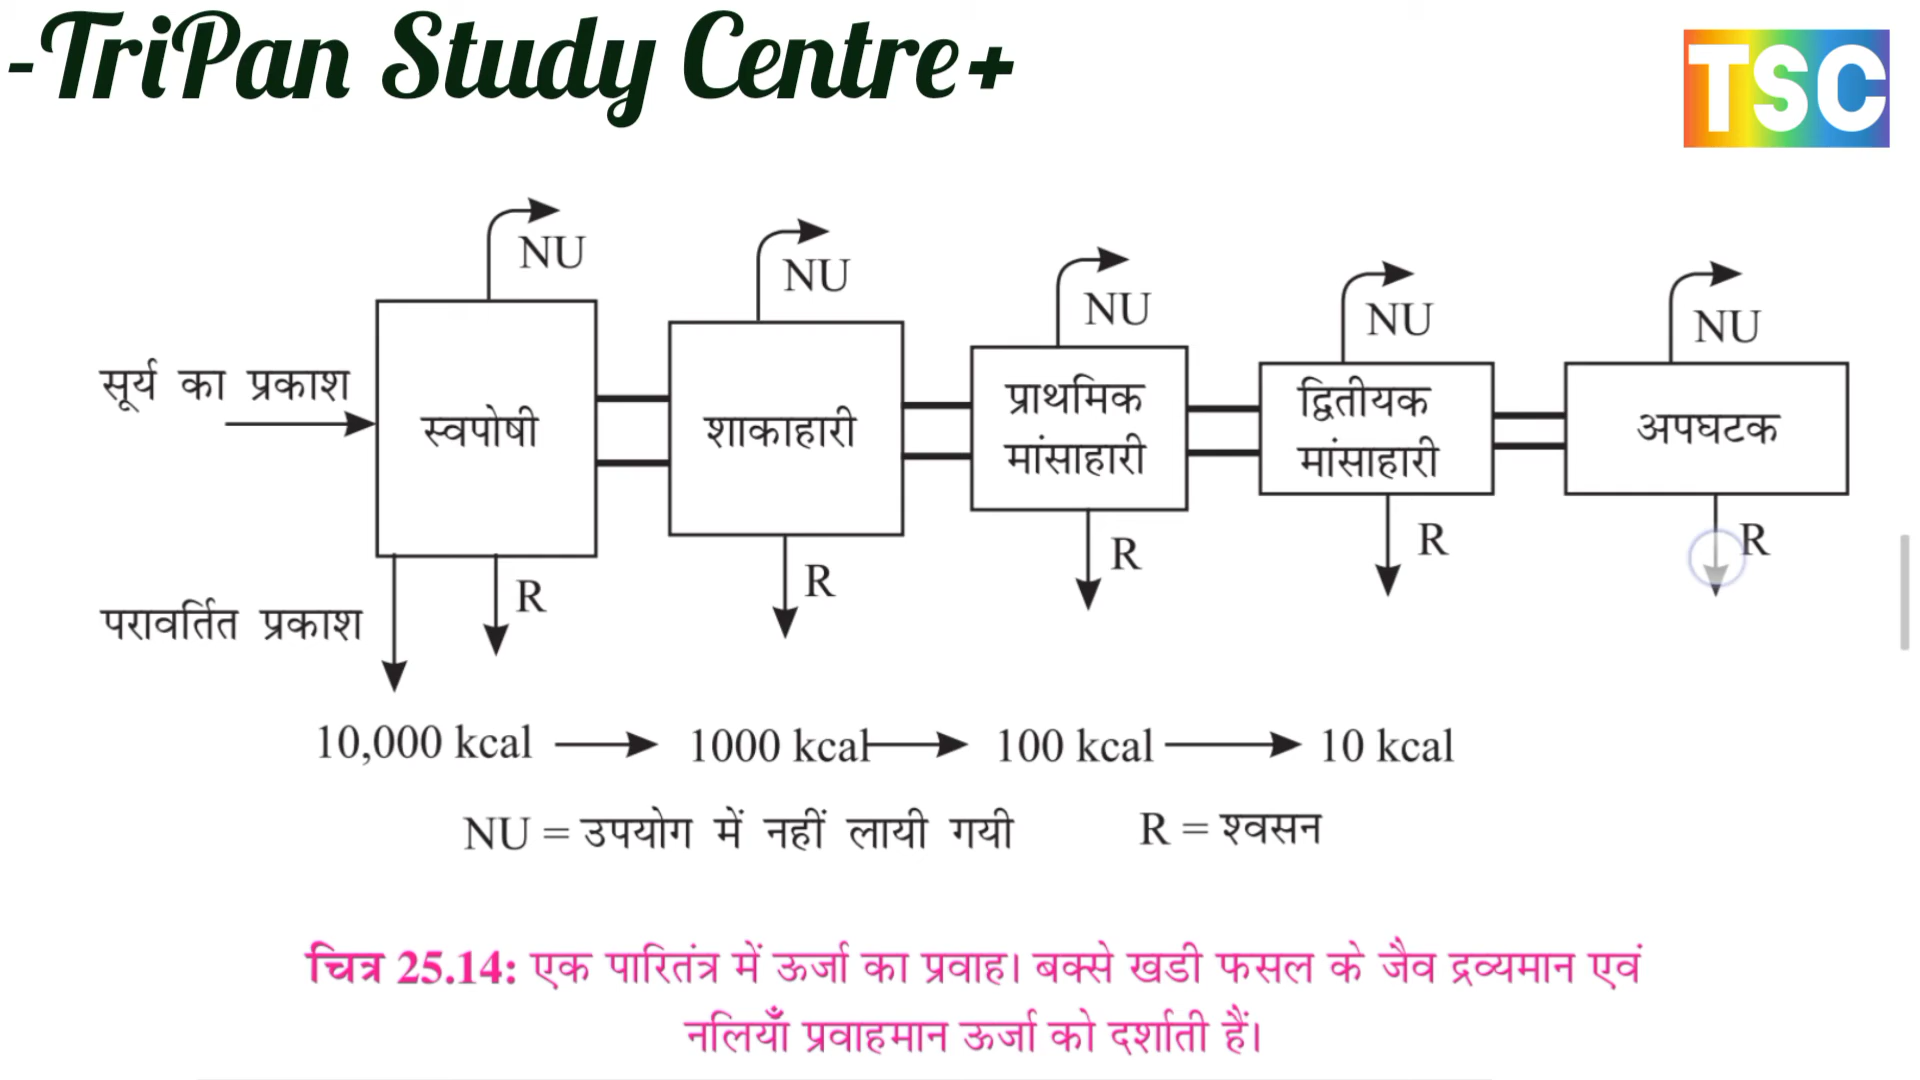 -TriPan Study Centre+
TSC
NU
NU
NU
NU
NU
सूर्य का प्रकाश
स्वपोषी
शाकाहारी
प्राथमिक
मांसाहारी
द्वितीयक
मांसाहारी
अपघटक
परावर्तित प्रकाश
R
R
R
R
R
10,000 kcal
1000 kcal
100 kcal
10 kcal
NU = उपयोग में नहीं लायी गयी
R = श्वसन
चित्र 25.14: एक पारितंत्र में ऊर्जा का प्रवाह। बक्से खडी फसल के जैव द्रव्यमान एवं
नलियाँ प्रवाहमान ऊर्जा को दर्शाती हैं।